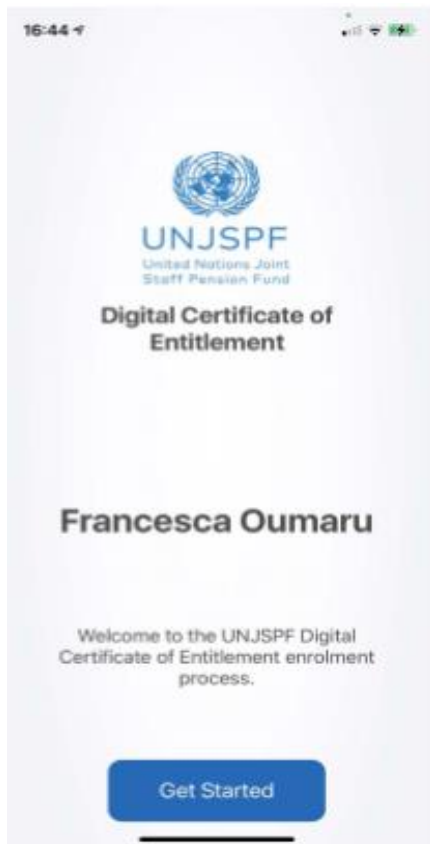 16:44
UNJSPF
United Nations Joint
Staff Pension Fund
Digital Certificate of
Entitlement
Francesca Oumaru
Welcome to the UNJSPF Digital
Certificate of Entitlement enrolment
process.
Get Started